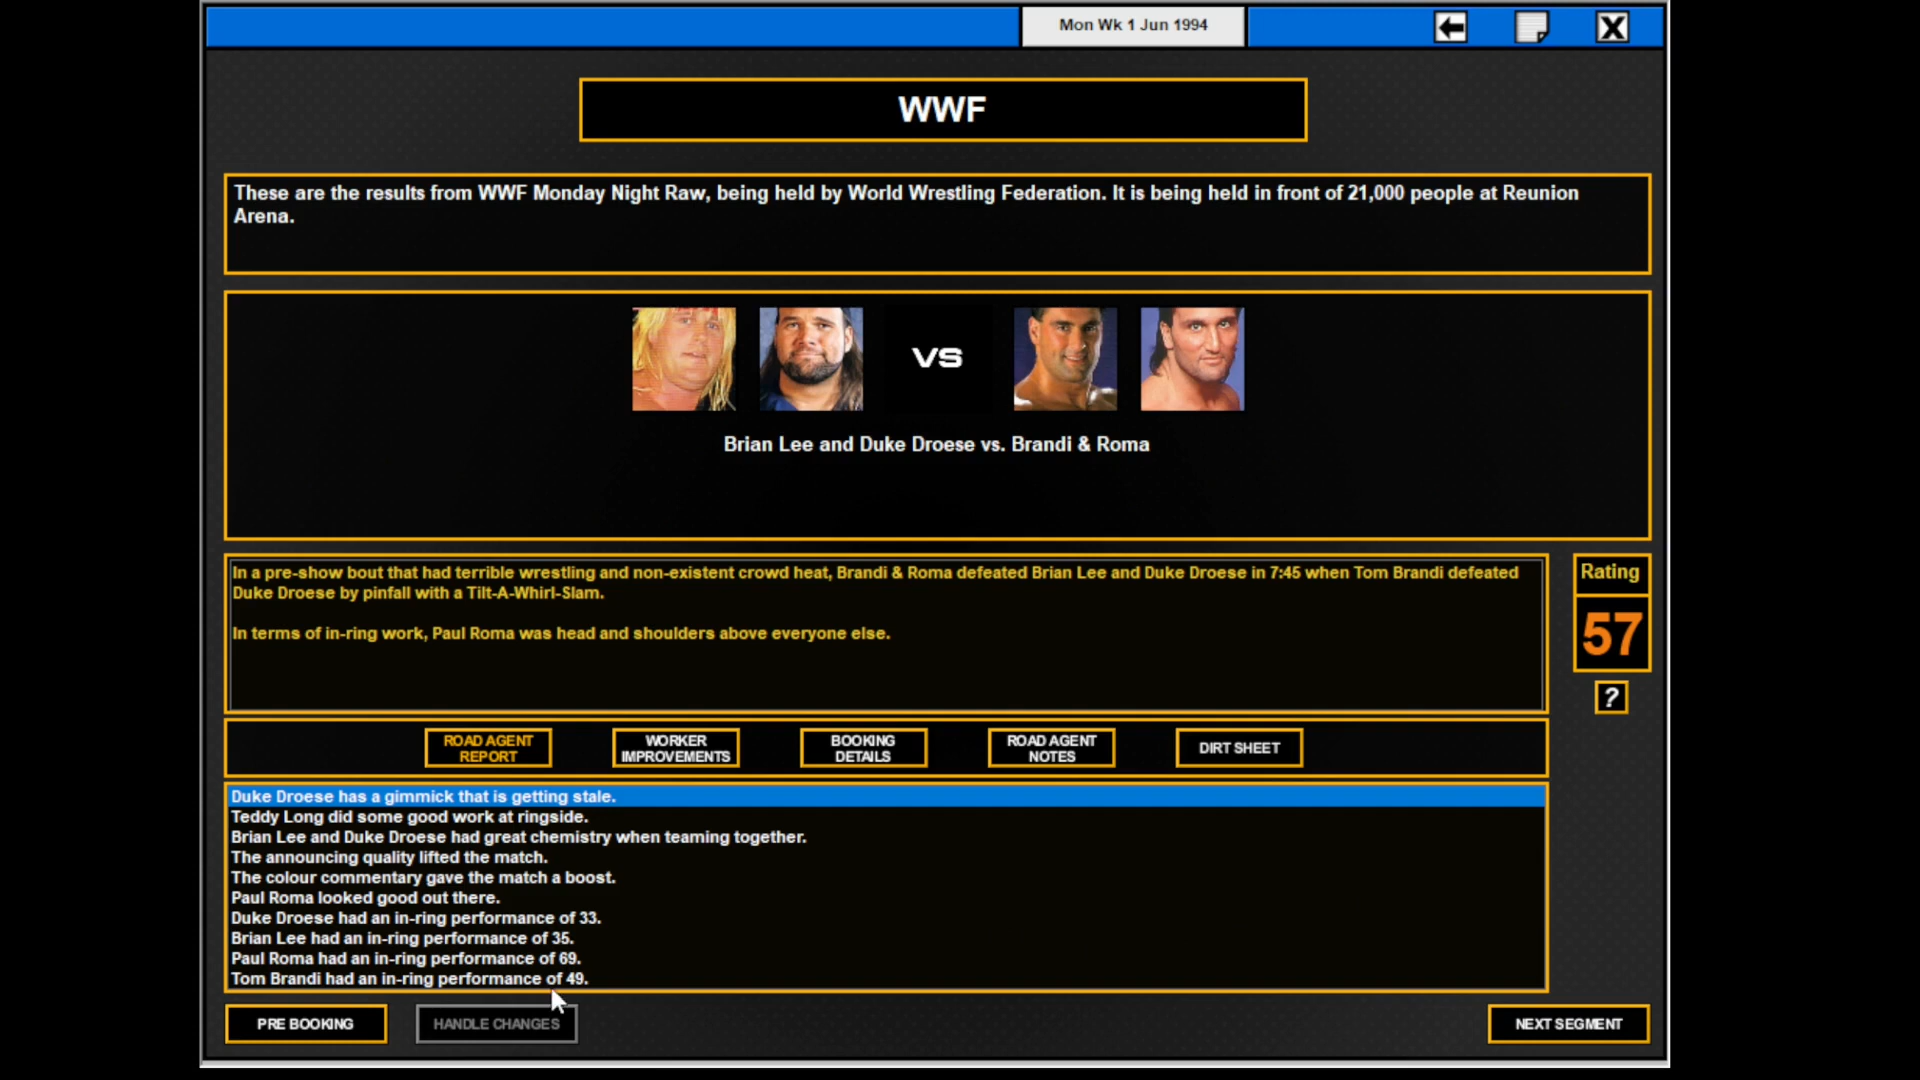 Mon Wk 1 Jun 1994
WWF
These are the results from WWF Monday Night Raw, being held by World Wrestling Federation. It is being held in front of 21,000 people at Reunion
Arena.
VS
Brian Lee and Duke Droese vs. Brandi & Roma
In a pre-show bout that had terrible wrestling and non-existent crowd heat, Brandi & Roma defeated Brian Lee and Duke Droese in 7:45 when Tom Brandi defeated
Duke Droese by pinfall with a Tilt-A-Whirl-Slam.
In terms of in-ring work, Paul Roma was head and shoulders above everyone else.
Rating
57
?
ROAD AGENT
REPORT
WORKER
IMPROVEMENTS
BOOKING
DETAILS
ROAD AGENT
NOTES
DIRT SHEET
Duke Droese has a gimmick that is getting stale.
Teddy Long did some good work at ringside.
Brian Lee and Duke Droese had great chemistry when teaming together.
The announcing quality lifted the match.
The colour commentary gave the match a boost.
Paul Roma looked good out there.
Duke Droese had an in-ring performance of 33.
Brian Lee had an in-ring performance of 35.
Paul Roma had an in-ring performance of 69.
Tom Brandi had an in-ring performance of 49.
PRE BOOKING
HANDLE CHANGES
NEXT SEGMENT